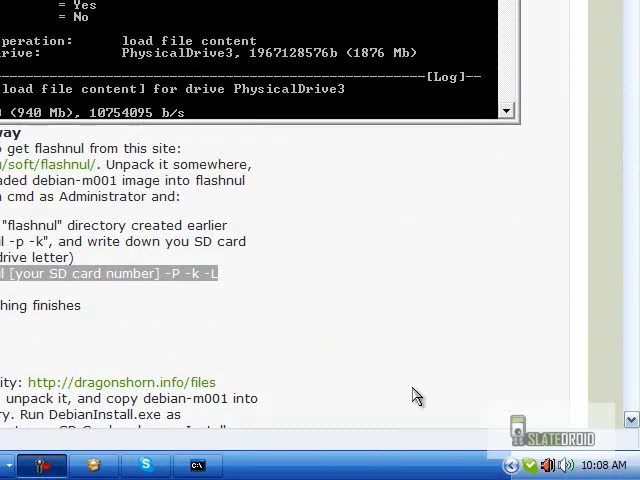 = Yes
= No
peration: load file content
rive: PhysicalDrive3, 1967128576b (1876 Mb)
[Log]
load file content] for drive PhysicalDrive3
(940 Mb), 10754095 b/s
way
o get flashnul from this site:
/soft/flashnul/. Unpack it somewhere,
aded debian-m001 image into flashnul
n cmd as Administrator and:
"flashnul" directory created earlier
-p -k", and write down you SD card
drive letter)
[your SD card number] -P -k -L
hing finishes
ity: http://dragonshorn.info/files
unpack it, and copy debian-m001 into
ry. Run DebianInstall.exe as
SLATEDROID
10:08 AM